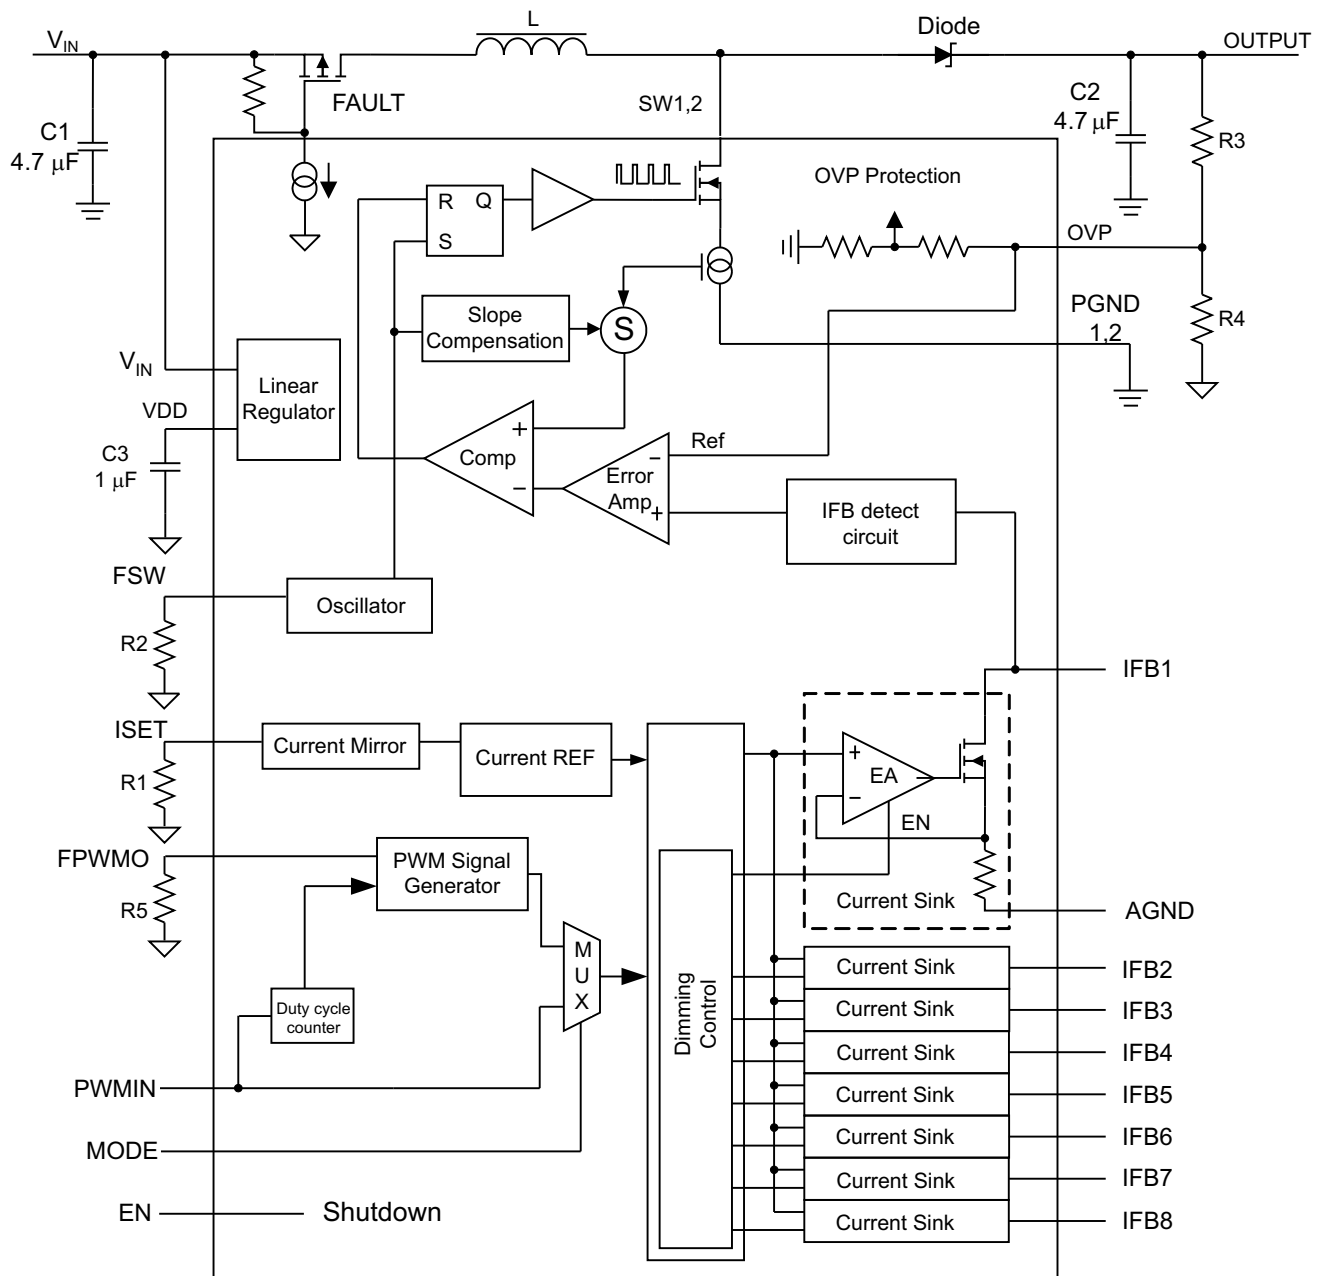 VIN
L
Diode
OUTPUT
FAULT
SW1,2
C1
4.7 μF
C2
4.7 μF
R3
OVP Protection
R Q
S
OVP
Slope
Compensation
S
PGND
1,2
R4
VIN
Linear
Regulator
VDD
C3
1 μF
+
Comp
−
Ref
−
Error
Amp
+
IFB detect
circuit
FSW
Oscillator
R2
IFB1
ISET
Current Mirror
Current REF
R1
+
EA
−
EN
Current Sink
AGND
FPWMO
PWM Signal
Generator
R5
M
U
X
Duty cycle
counter
Dimming
Control
Current Sink
IFB2
Current Sink
IFB3
Current Sink
IFB4
Current Sink
IFB5
Current Sink
IFB6
Current Sink
IFB7
Current Sink
IFB8
PWMIN
MODE
EN
Shutdown